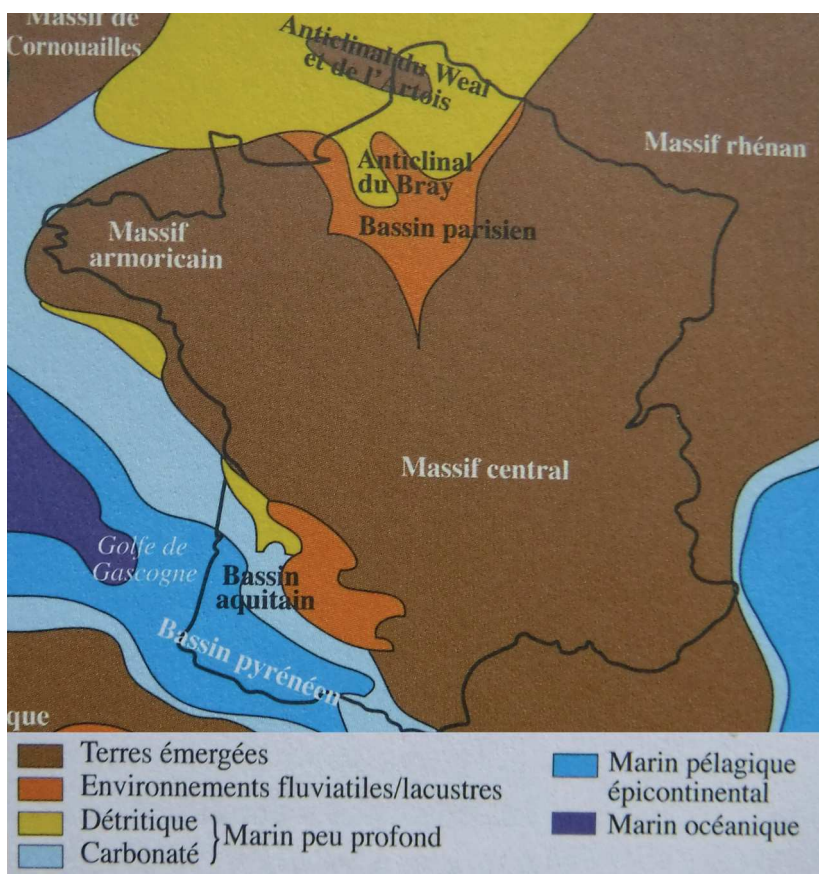 Massif de
Cornouailles
Anticlinal du Weal
et de l'Artois
Massif rhénan
Anticlinal
du Bray
Bassin parisien
Massif
armoricain
Massif central
Golfe de
Gascogne
Bassin
aquitain
Bassin pyrénéen
que
Terres émergées
Environnements fluviatiles/lacustres
Détritique
Carbonaté
Marin peu profond
Marin pélagique
épicontinental
Marin océanique